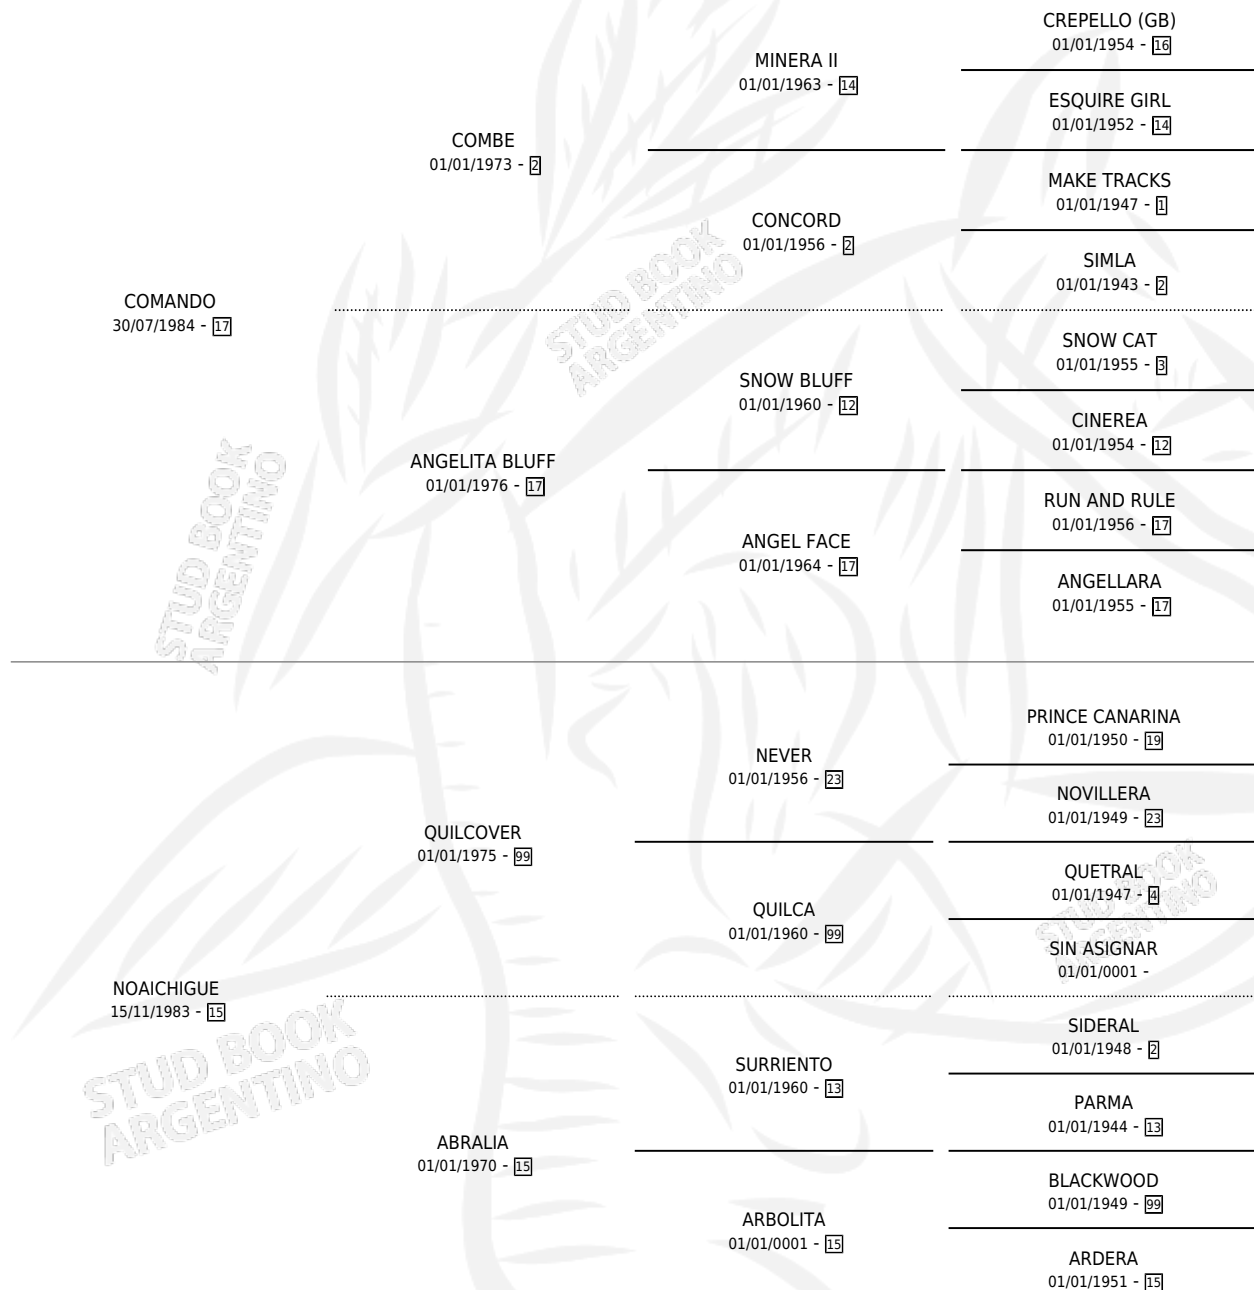 CREPELLO (GB)
01/01/1954 - 16
MINERA II
01/01/1963 - 14
ESQUIRE GIRL
01/01/1952 - 14
COMBE
01/01/1973 - 2
MAKE TRACKS
01/01/1947 - 1
CONCORD
01/01/1956 - 2
SIMLA
01/01/1943 - 2
COMANDO
30/07/1984 - 17
SNOW CAT
01/01/1955 - 3
SNOW BLUFF
01/01/1960 - 12
CINEREA
01/01/1954 - 12
ANGELITA BLUFF
01/01/1976 - 17
RUN AND RULE
01/01/1956 - 17
ANGEL FACE
01/01/1964 - 17
ANGELLARA
01/01/1955 - 17
STUD BOOK
ARGENTINO
STUD BOOK
ARGENTINO
PRINCE CANARINA
01/01/1950 - 19
NEVER
01/01/1956 - 23
NOVILLERA
01/01/1949 - 23
QUILCOVER
01/01/1975 - 99
QUETRAL
01/01/1947 - 4
QUILCA
01/01/1960 - 99
SIN ASIGNAR
01/01/0001 -
NOAICHIGUE
15/11/1983 - 15
SIDERAL
01/01/1948 - 2
SURRIENTO
01/01/1960 - 13
PARMA
01/01/1944 - 13
ABRALIA
01/01/1970 - 15
BLACKWOOD
01/01/1949 - 99
ARBOLITA
01/01/0001 - 15
ARDERA
01/01/1951 - 15
STUD BOOK
ARGENTINO
STUD BOOK
ARGENTINO